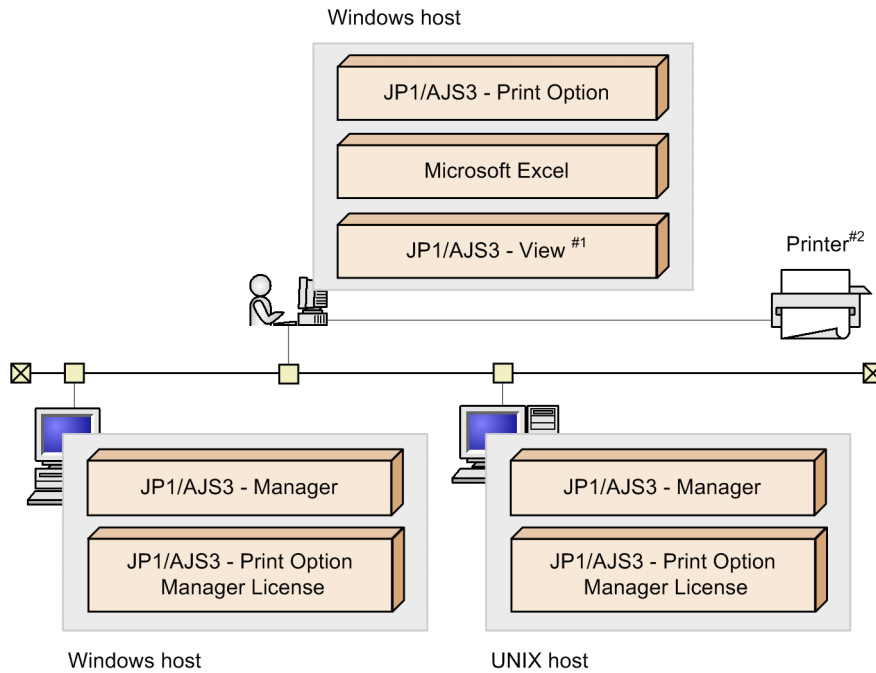 Windows host
JP1/AJS3 - Print Option
Microsoft Excel
JP1/AJS3 - View #1
Printer#2
JP1/AJS3 - Manager
JP1/AJS3 - Print Option
Manager License
Windows host
JP1/AJS3 - Manager
JP1/AJS3 - Print Option
Manager License
UNIX host